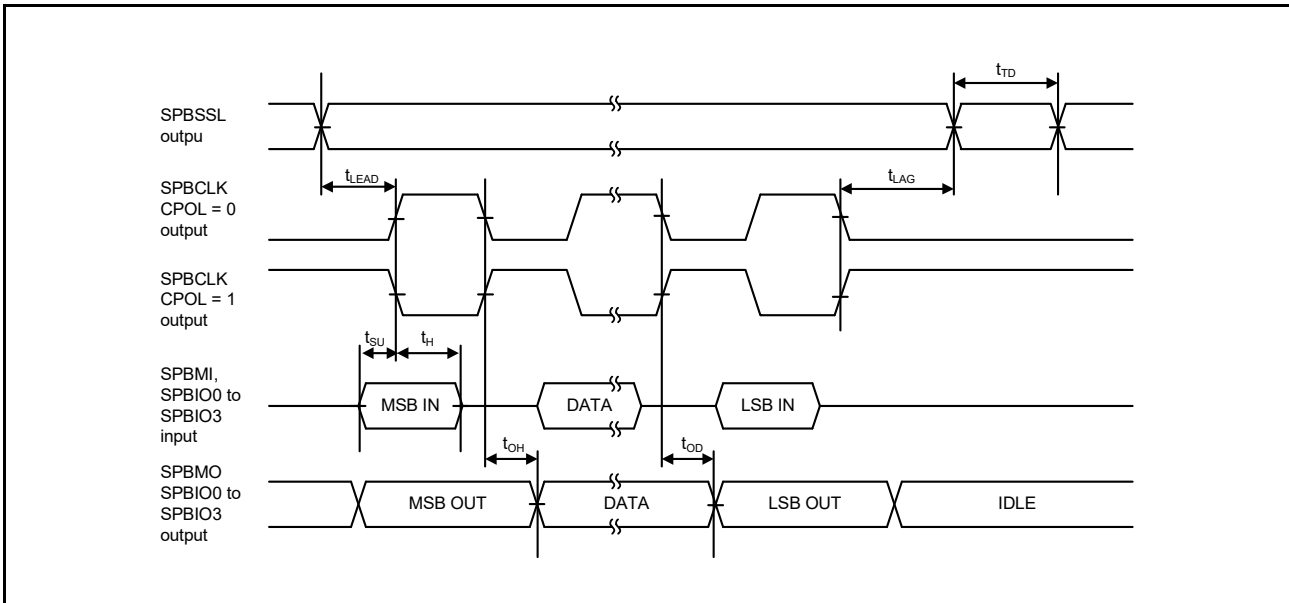 tTD
SPBSSL
outpu
tLEAD
tLAG
SPBCLK
CPOL = 0
output
SPBCLK
CPOL = 1
output
tSU
tH
SPBMI,
SPBIO0 to
SPBIO3
input
MSB IN
DATA
LSB IN
tOH
tOD
SPBMO
SPBIO0 to
SPBIO3
output
MSB OUT
DATA
LSB OUT
IDLE